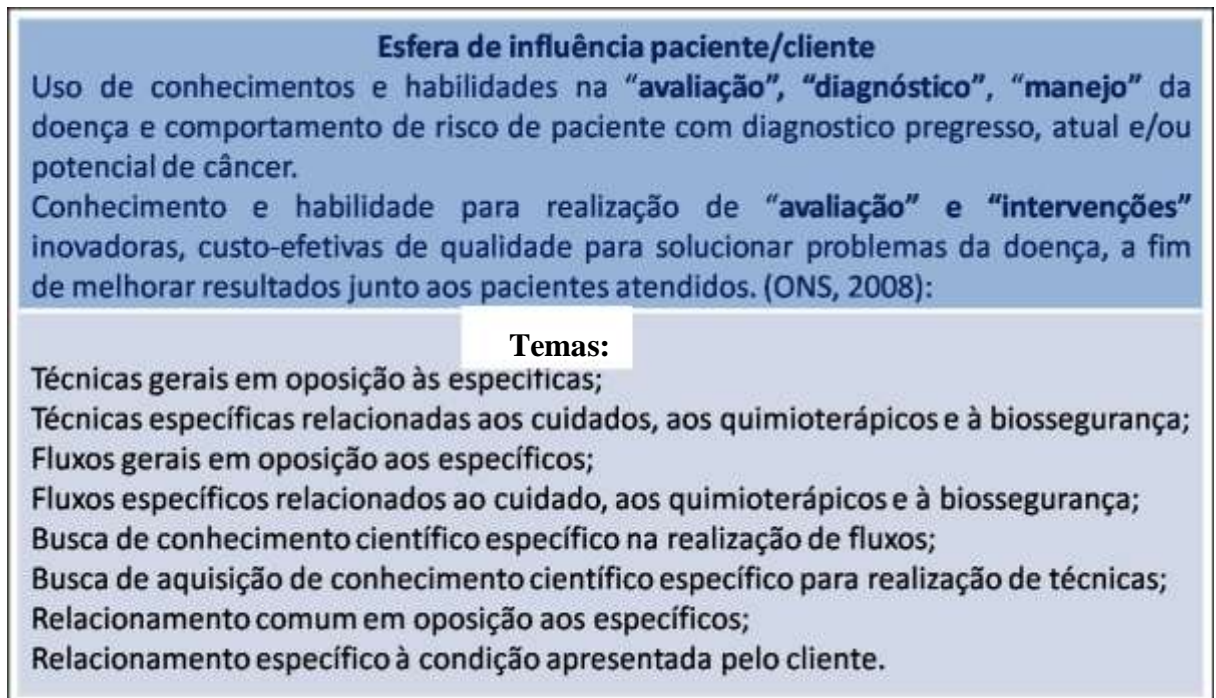 Esfera de influência paciente/cliente
Uso de conhecimentos e habilidades na “avaliação”, “diagnóstico”, “manejo” da
doença e comportamento de risco de paciente com diagnostico pregresso, atual e/ou
potencial de câncer.
Conhecimento e habilidade para realização de “avaliação” e “intervenções”
inovadoras, custo-efetivas de qualidade para solucionar problemas da doença, a fim
de melhorar resultados junto aos pacientes atendidos. (ONS, 2008):
Temas:
Técnicas gerais em oposição às específicas;
Técnicas específicas relacionadas aos cuidados, aos quimioterápicos e à biossegurança;
Fluxos gerais em oposição aos específicos;
Fluxos específicos relacionados ao cuidado, aos quimioterápicos e à biossegurança;
Busca de conhecimento científico específico na realização de fluxos;
Busca de aquisição de conhecimento científico específico para realização de técnicas;
Relacionamento comum em oposição aos específicos;
Relacionamento específico à condição apresentada pelo cliente.